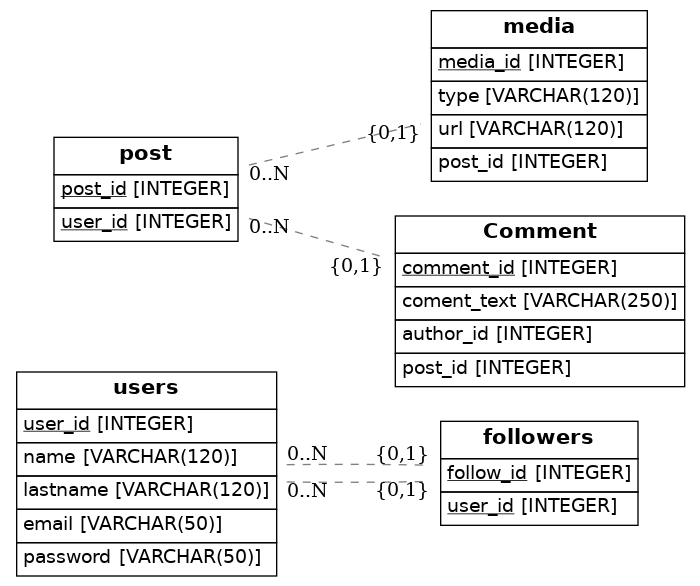 media
media_id [INTEGER]
type [VARCHAR(120)]
url [VARCHAR(120)]
post_id [INTEGER]
post
post_id [INTEGER]
user_id [INTEGER]
{0,1}
0..N
0..N
{0,1}
Comment
comment_id [INTEGER]
coment_text [VARCHAR(250)]
author_id [INTEGER]
post_id [INTEGER]
users
user_id [INTEGER]
name [VARCHAR(120)]
lastname [VARCHAR(120)]
email [VARCHAR(50)]
password [VARCHAR(50)]
0..N {0,1}
0..N {0,1}
followers
follow_id [INTEGER]
user_id [INTEGER]